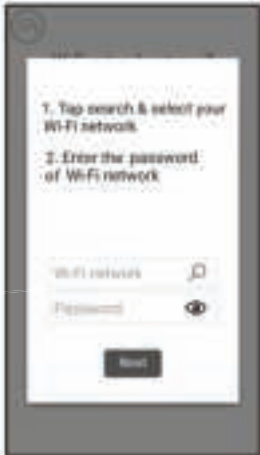 1. Tap search & select your
Wi-Fi network
2. Enter the password
of Wi-Fi network
Wi-Fi network
Password
Next